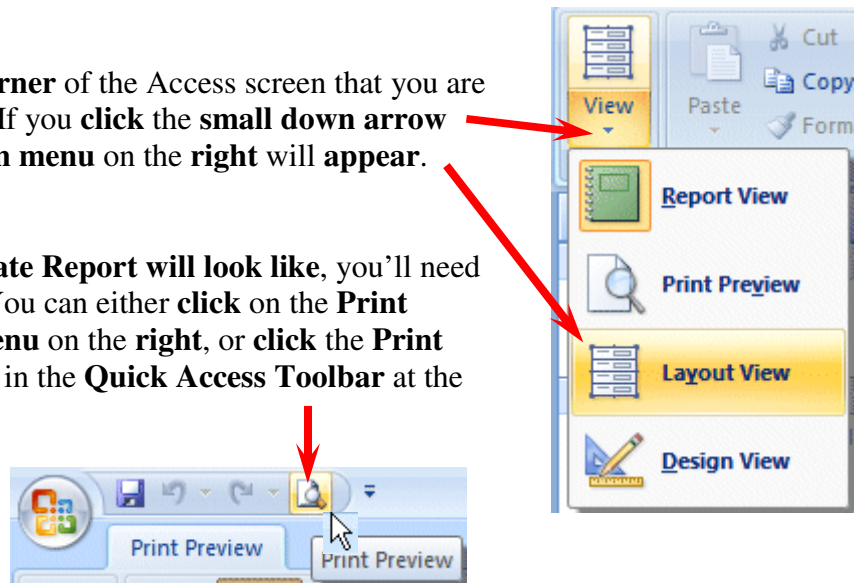 rner of the Access screen that you are
If you click the small down arrow
n menu on the right will appear.
ate Report will look like, you’ll need
You can either click on the Print
enu on the right, or click the Print
in the Quick Access Toolbar at the
Print Preview
Print Preview
View
Paste
Cut
Copy
Form
Report View
Print Preview
Layout View
Design View